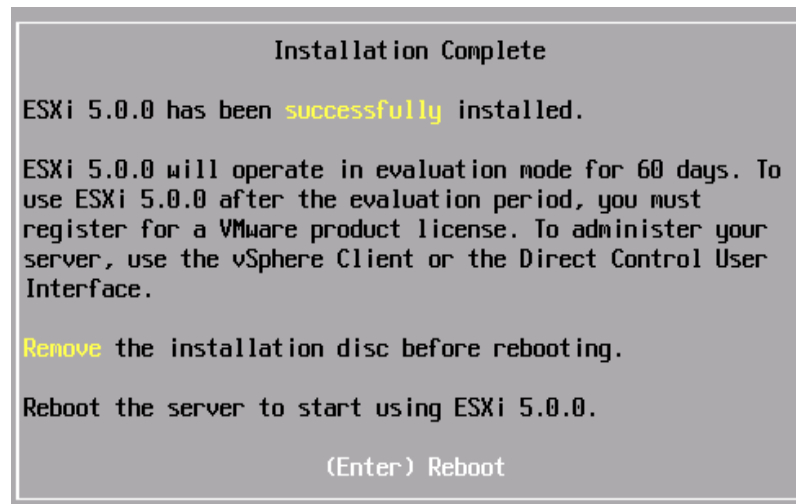 Installation Complete
ESXi 5.0.0 has been successfully installed.
ESXi 5.0.0 will operate in evaluation mode for 60 days. To
use ESXi 5.0.0 after the evaluation period, you must
register for a VMware product license. To administer your
server, use the vSphere Client or the Direct Control User
Interface.
Remove the installation disc before rebooting.
Reboot the server to start using ESXi 5.0.0.
(Enter) Reboot